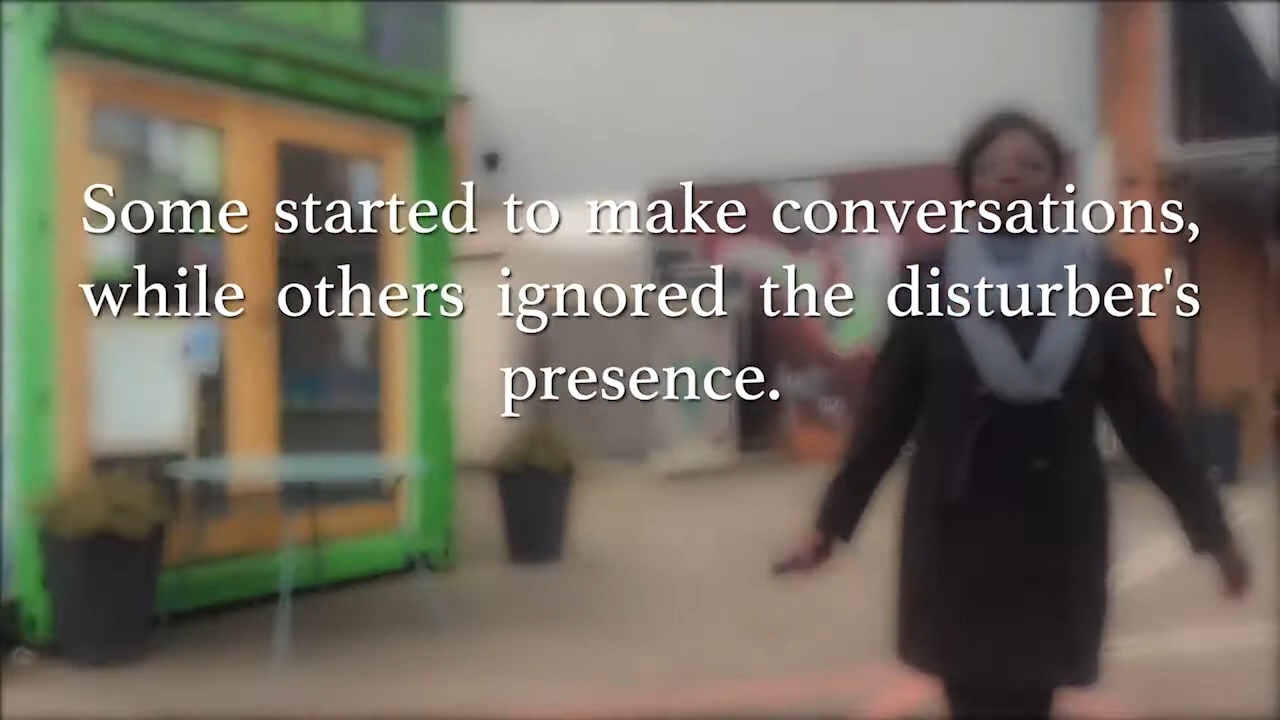 Some started to make conversations,
while others ignored the disturber's
presence.